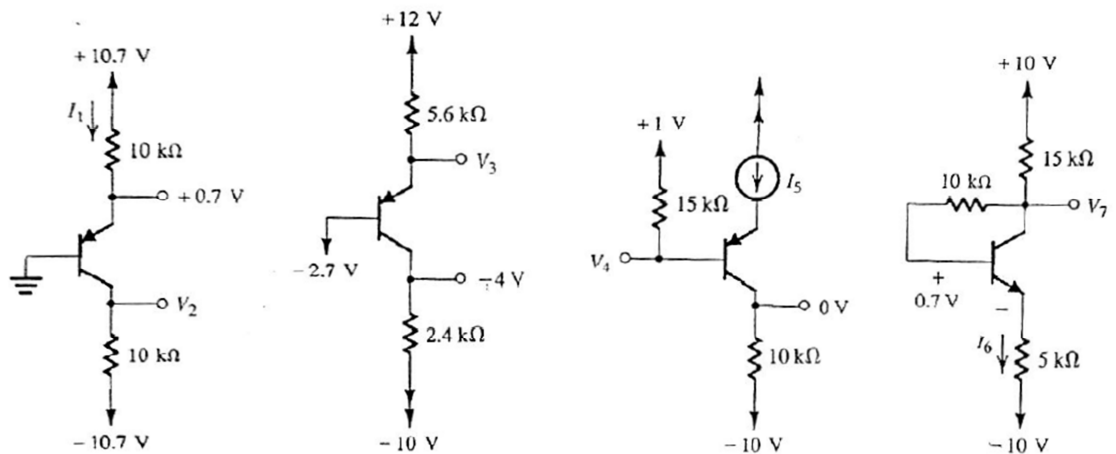 +10.7 V
I1
10 kΩ
+0.7 V
V2
10 kΩ
−10.7 V
+12 V
5.6 kΩ
V3
−2.7 V
−4 V
2.4 kΩ
−10 V
+1 V
15 kΩ
I5
V4
0 V
10 kΩ
−10 V
+10 V
15 kΩ
10 kΩ
V7
+
0.7 V
−
I6
5 kΩ
−10 V